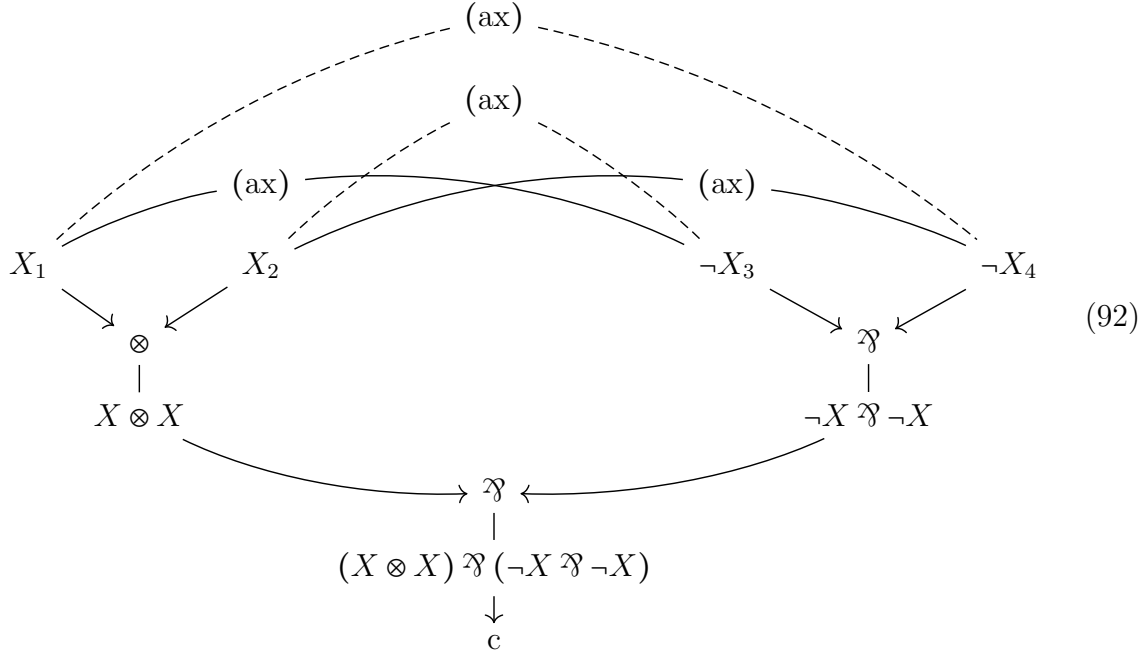 (ax)
(ax)
(ax) (ax)
X₁ X₂ ¬X₃ ¬X₄
(92)
⊗ ⅋
X ⊗ X ¬X ⅋ ¬X
⅋
(X ⊗ X) ⅋ (¬X ⅋ ¬X)
c